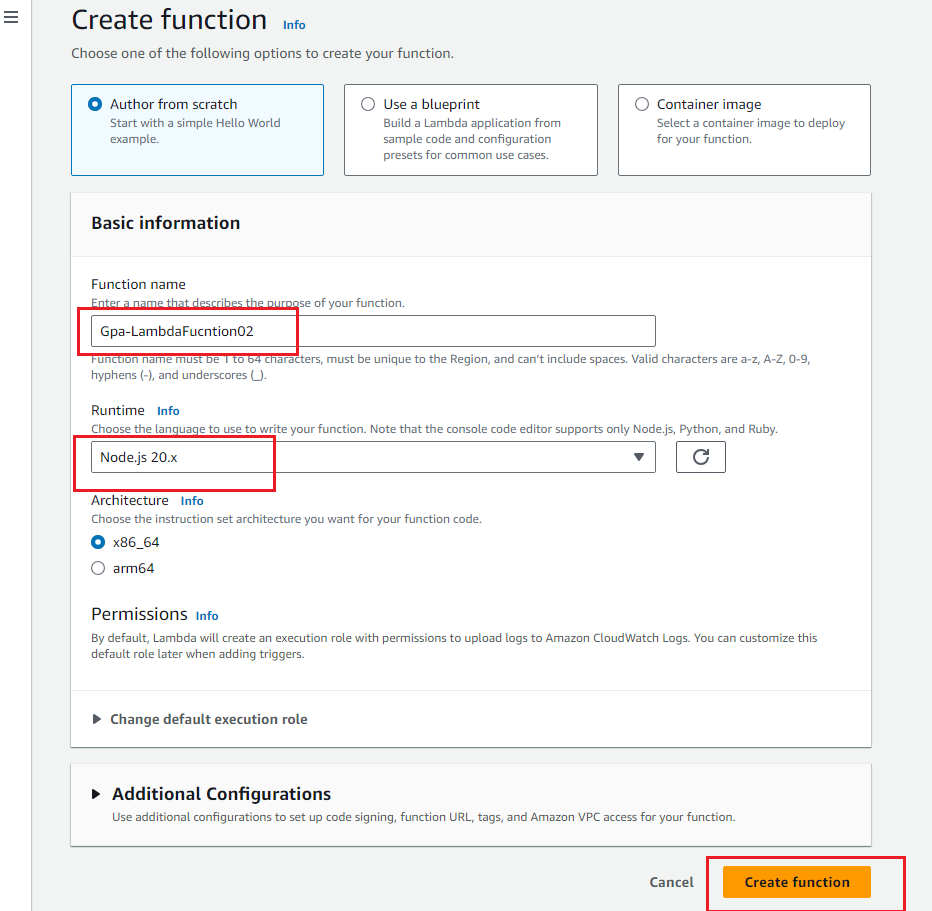 Create function Info
Choose one of the following options to create your function.
Author from scratch
Start with a simple Hello World
example.
Use a blueprint
Build a Lambda application from
sample code and configuration
presets for common use cases.
Container image
Select a container image to deploy
for your function.
Basic information
Function name
Enter a name that describes the purpose of your function.
Gpa-LambdaFucntion02
Function name must be 1 to 64 characters, must be unique to the Region, and can't include spaces. Valid characters are a-z, A-Z, 0-9,
hyphens (-), and underscores (_).
Runtime Info
Choose the language to use to write your function. Note that the console code editor supports only Node.js, Python, and Ruby.
Node.js 20.x
Architecture Info
Choose the instruction set architecture you want for your function code.
x86_64
arm64
Permissions Info
By default, Lambda will create an execution role with permissions to upload logs to Amazon CloudWatch Logs. You can customize this
default role later when adding triggers.
Change default execution role
Additional Configurations
Use additional configurations to set up code signing, function URL, tags, and Amazon VPC access for your function.
Cancel Create function